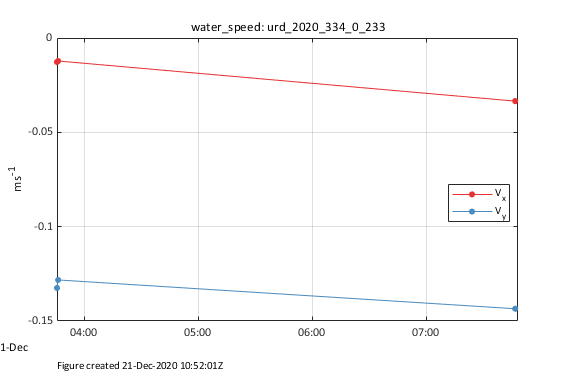 water_speed: urd_2020_334_0_233
0
-0.05
-0.1
-0.15
ms-1
Vx
Vy
04:00 05:00 06:00 07:00
1-Dec
Figure created 21-Dec-2020 10:52:01Z